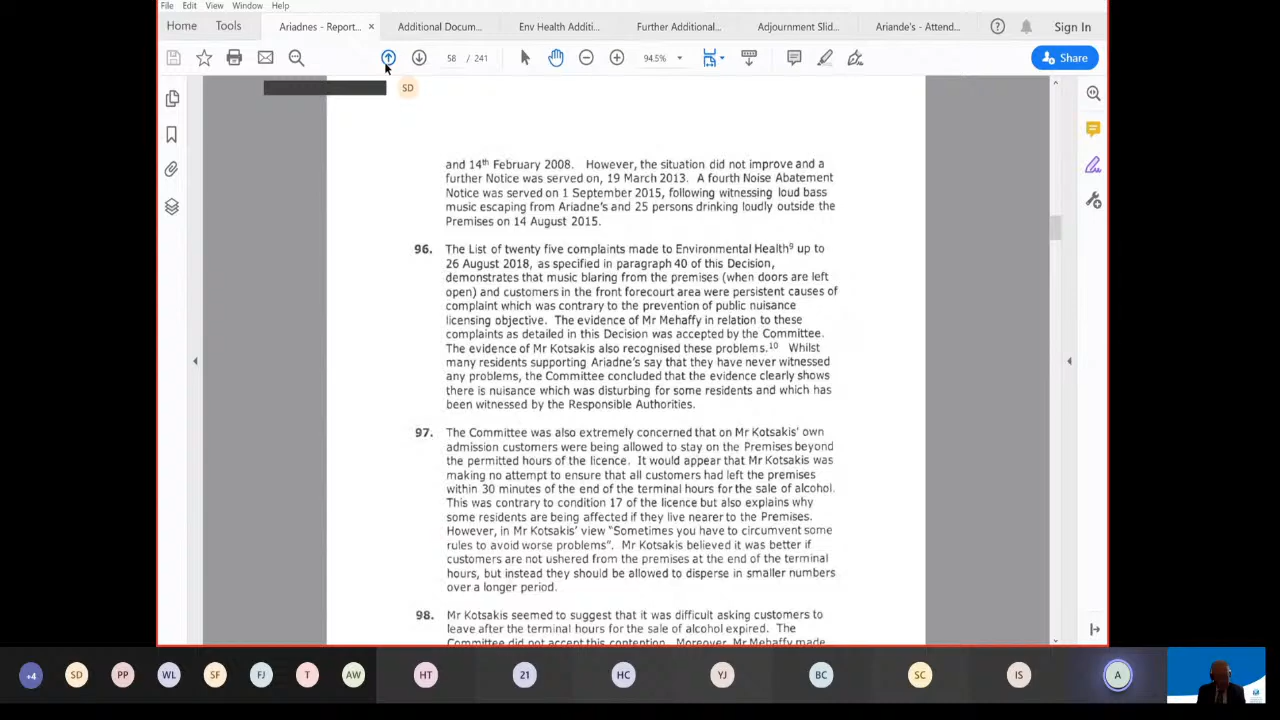 File Edit View Window Help
Home Tools Ariadnes - Report... × Additional Docum... Env Health Additi... Further Additional... Adjournment Slid... Ariande's - Attend... Sign In
58 / 241 94.5% Share
SD
and 14th February 2008. However, the situation did not improve and a
further Notice was served on, 19 March 2013. A fourth Noise Abatement
Notice was served on 1 September 2015, following witnessing loud bass
music escaping from Ariadne's and 25 persons drinking loudly outside the
Premises on 14 August 2015.
96. The List of twenty five complaints made to Environmental Health9 up to
26 August 2018, as specified in paragraph 40 of this Decision,
demonstrates that music blaring from the premises (when doors are left
open) and customers in the front forecourt area were persistent causes of
complaint which was contrary to the prevention of public nuisance
licensing objective. The evidence of Mr Mehaffy in relation to these
complaints as detailed in this Decision was accepted by the Committee.
The evidence of Mr Kotsakis also recognised these problems.10 Whilst
many residents supporting Ariadne's say that they have never witnessed
any problems, the Committee concluded that the evidence clearly shows
there is nuisance which was disturbing for some residents and which has
been witnessed by the Responsible Authorities.
97. The Committee was also extremely concerned that on Mr Kotsakis' own
admission customers were being allowed to stay on the Premises beyond
the permitted hours of the licence. It would appear that Mr Kotsakis was
making no attempt to ensure that all customers had left the premises
within 30 minutes of the end of the terminal hours for the sale of alcohol.
This was contrary to condition 17 of the licence but also explains why
some residents are being affected if they live nearer to the Premises.
However, in Mr Kotsakis' view "Sometimes you have to circumvent some
rules to avoid worse problems". Mr Kotsakis believed it was better if
customers are not ushered from the premises at the end of the terminal
hours, but instead they should be allowed to disperse in smaller numbers
over a longer period.
98. Mr Kotsakis seemed to suggest that it was difficult asking customers to
leave after the terminal hours for the sale of alcohol expired. The
Committee did not accept this contention. Moreover, Mr Mehaffy made
+4 SD PP WL SF FJ T AW HT 21 HC YJ BC SC IS A